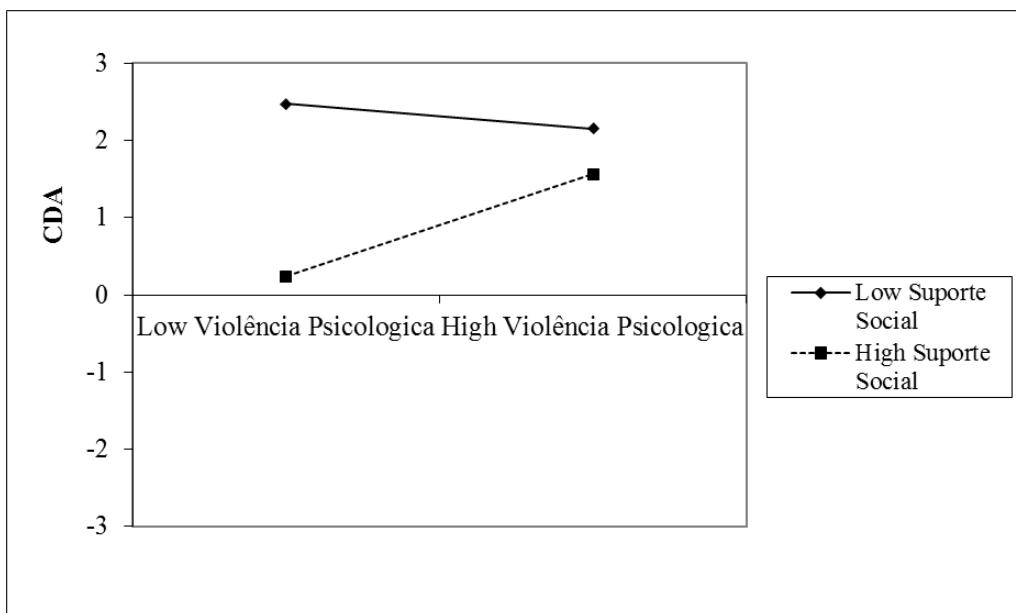 3
2
1
0
-1
-2
-3
CDA
Low Violência Psicologica High Violência Psicologica
Low Suporte
Social
High Suporte
Social